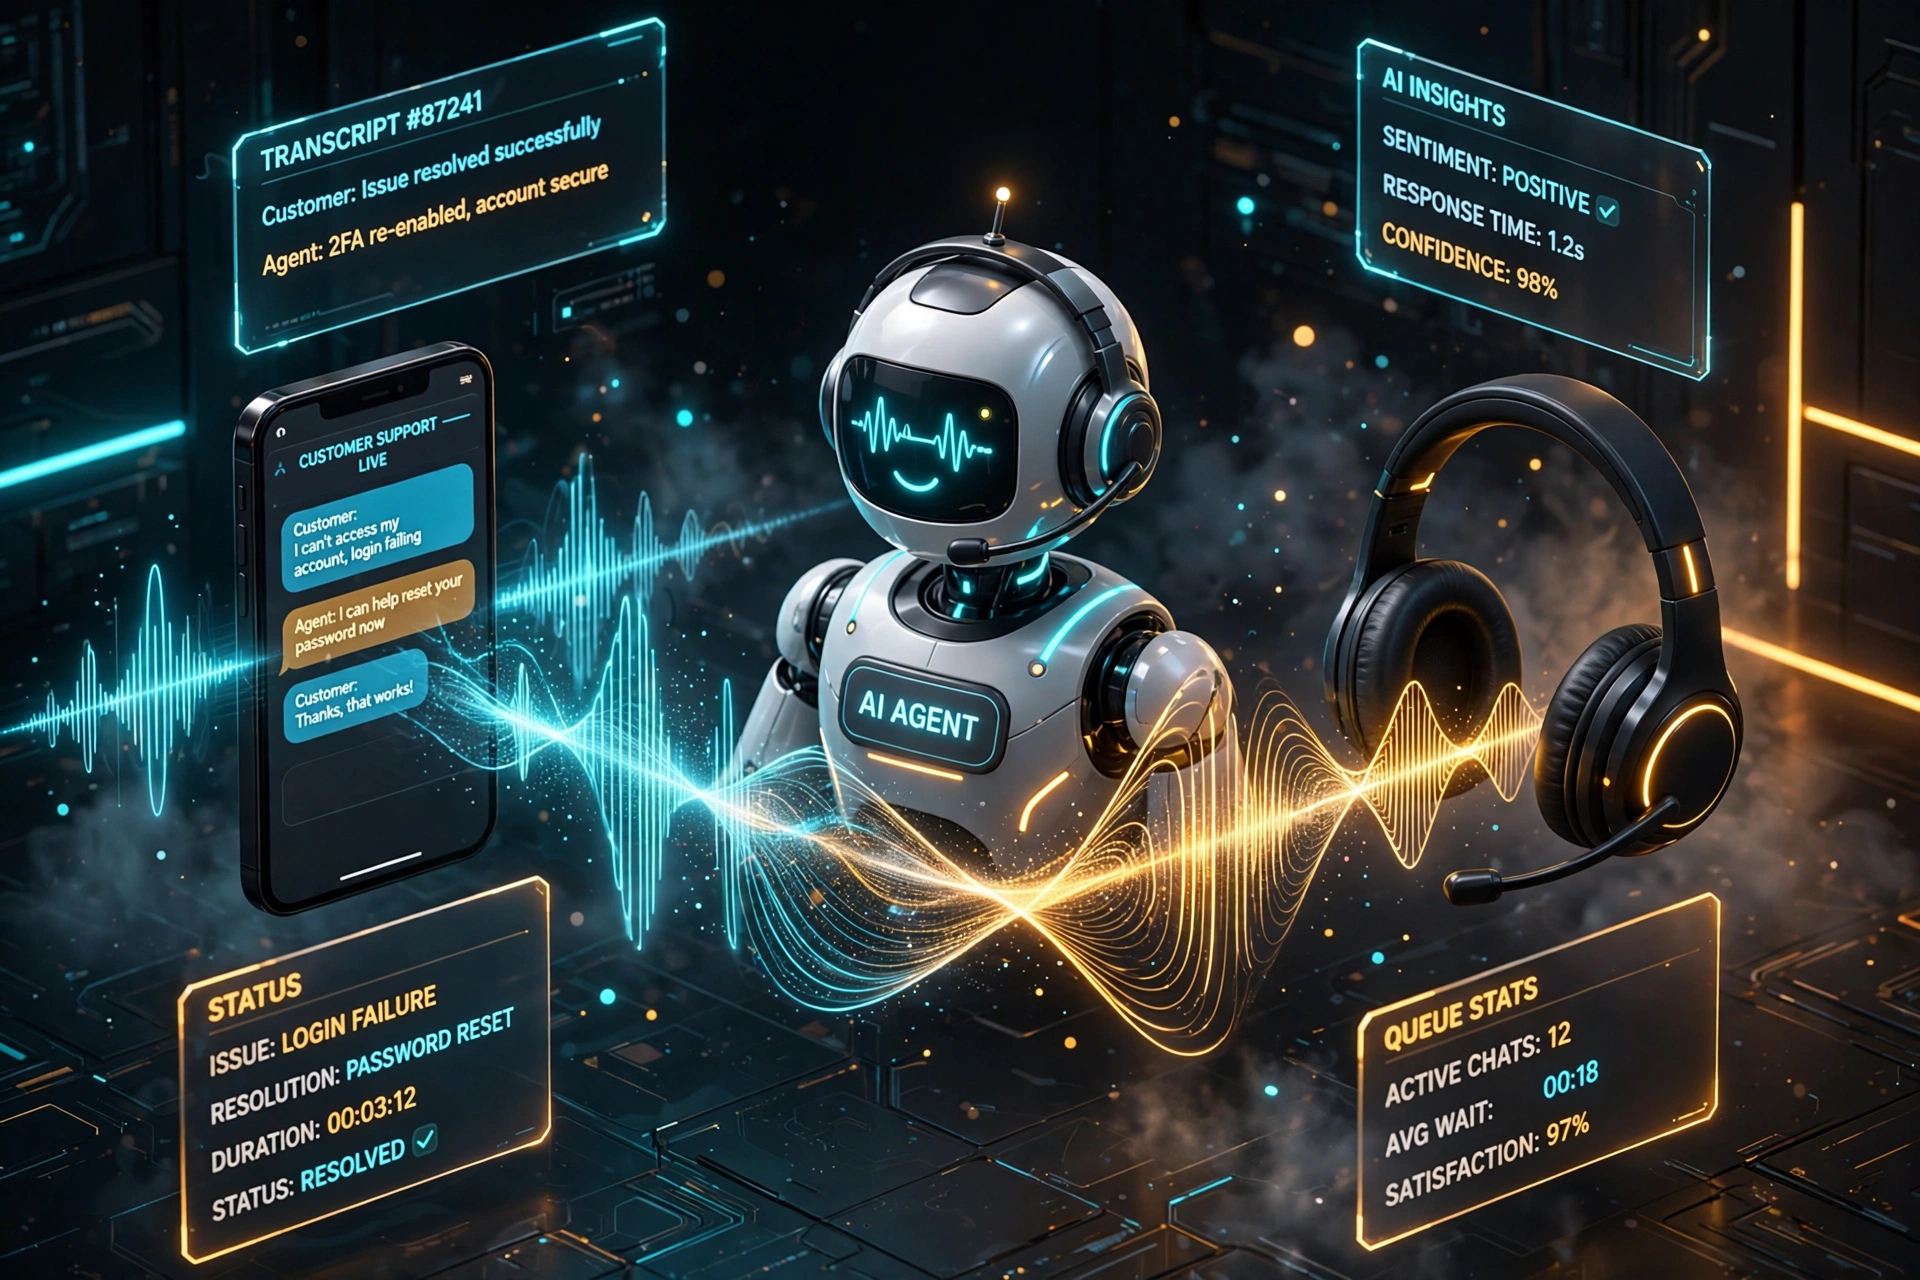 TRANSCRIPT #87241
Customer: Issue resolved successfully
Agent: 2FA re-enabled, account secure
AI INSIGHTS
SENTIMENT: POSITIVE
RESPONSE TIME: 1.2s
CONFIDENCE: 98%
CUSTOMER SUPPORT
LIVE
Customer:
I can't access my
account, login failing
Agent: I can help reset your
password now
Customer:
Thanks, that works!
AI AGENT
STATUS
ISSUE: LOGIN FAILURE
RESOLUTION: PASSWORD RESET
DURATION: 00:03:12
STATUS: RESOLVED
QUEUE STATS
ACTIVE CHATS: 12
AVG WAIT: 00:18
SATISFACTION: 97%